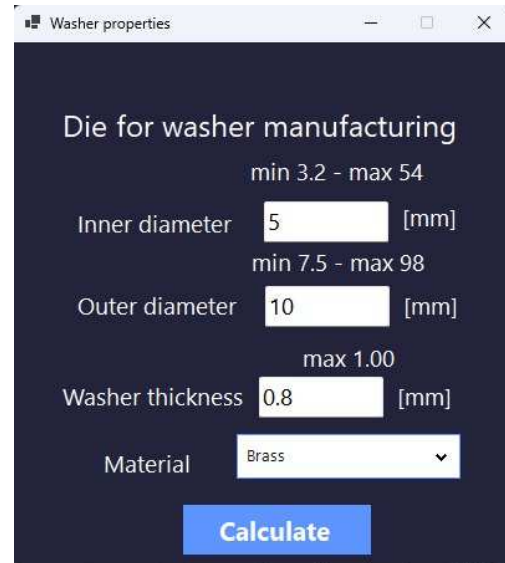 Washer properties
Die for washer manufacturing
min 3.2 - max 54
Inner diameter 5 [mm]
min 7.5 - max 98
Outer diameter 10 [mm]
max 1.00
Washer thickness 0.8 [mm]
Material Brass
Calculate